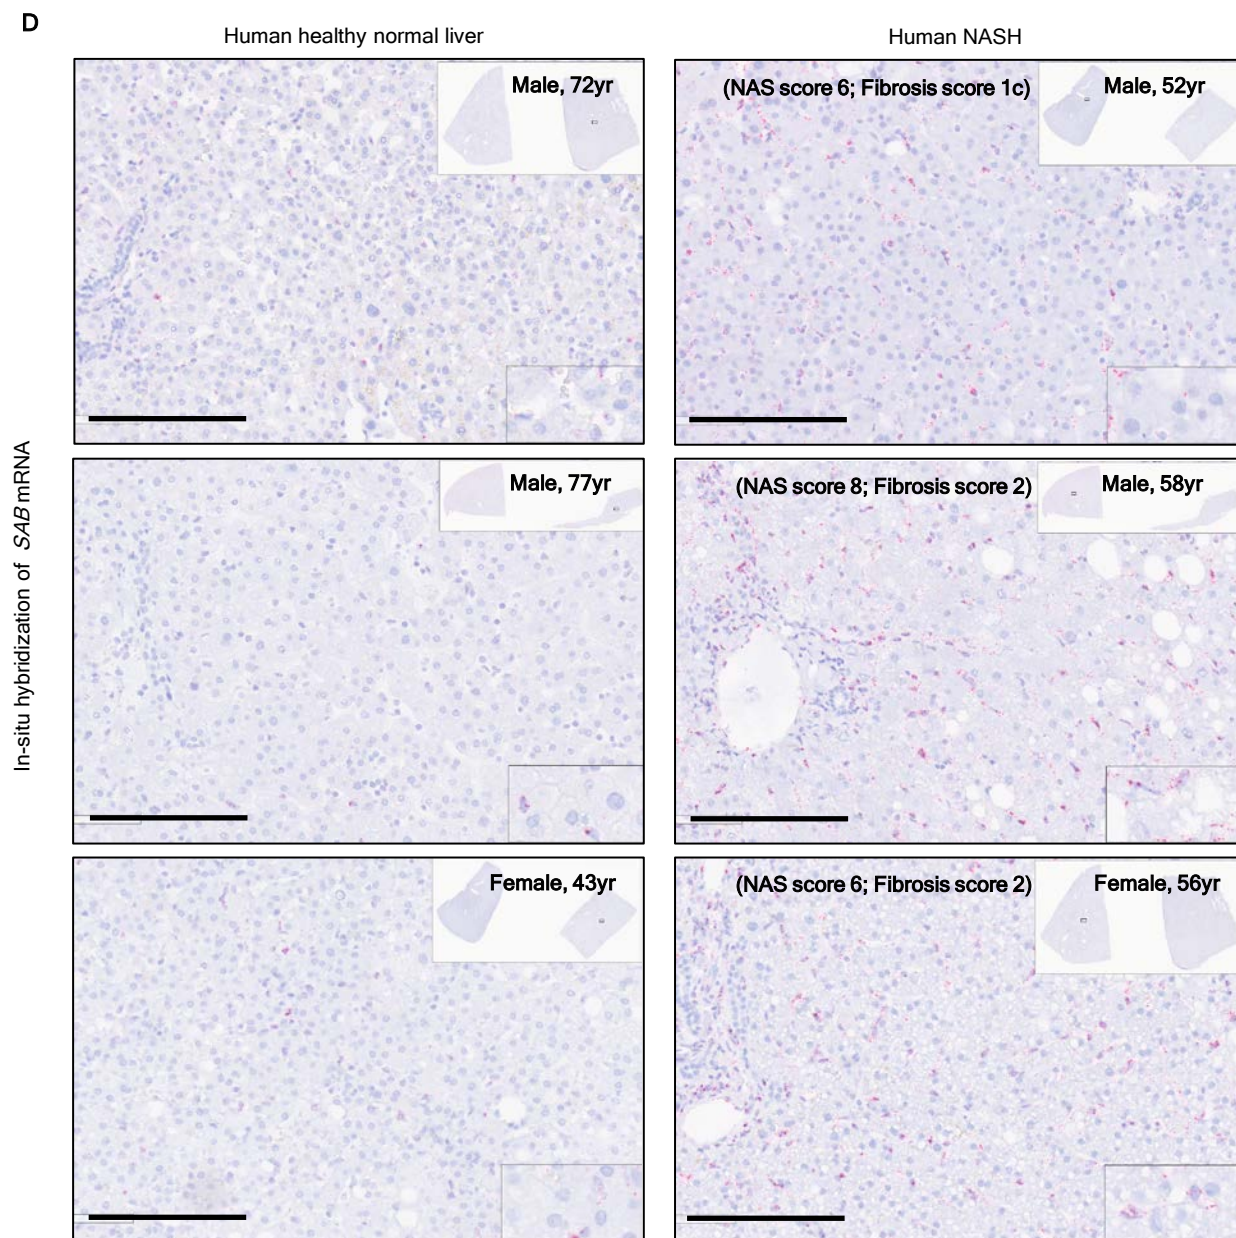 D
Human healthy normal liver
Human NASH
In-situ hybridization of SAB mRNA
Male, 72yr
(NAS score 6; Fibrosis score 1c)
Male, 52yr
Male, 77yr
(NAS score 8; Fibrosis score 2)
Male, 58yr
Female, 43yr
(NAS score 6; Fibrosis score 2)
Female, 56yr